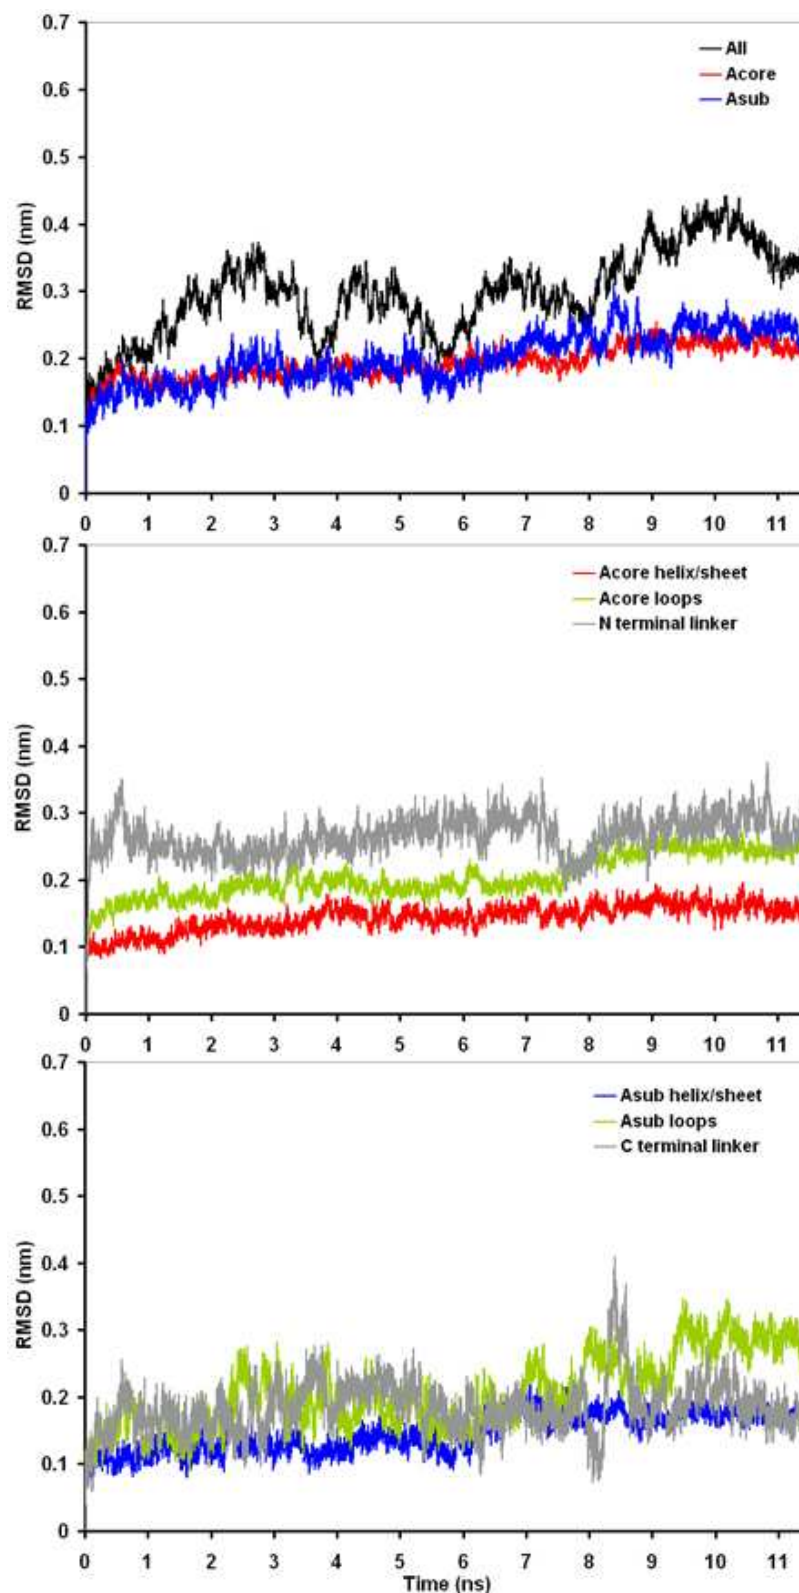 0.7
All
Acore
Asub
0.6
0.5
0.4
RMSD (nm)
0.3
0.2
0.1
0
0 1 2 3 4 5 6 7 8 9 10 11
0.7
Acore helix/sheet
Acore loops
N terminal linker
0.6
0.5
0.4
RMSD (nm)
0.3
0.2
0.1
0
0 1 2 3 4 5 6 7 8 9 10 11
0.7
Asub helix/sheet
Asub loops
C terminal linker
0.6
0.5
0.4
RMSD (nm)
0.3
0.2
0.1
0
0 1 2 3 4 5 6 7 8 9 10 11
Time (ns)